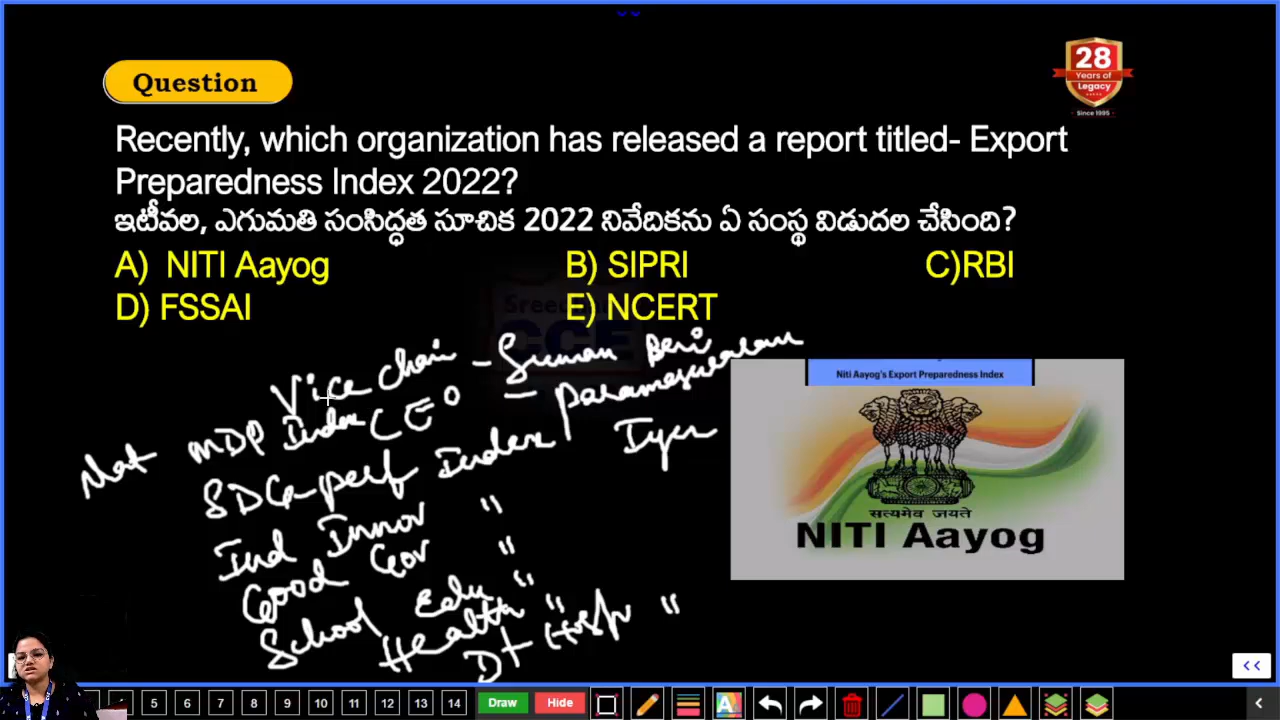 Question
28
Years of
Legacy
Since 1995
Recently, which organization has released a report titled- Export
Preparedness Index 2022?
ఇటీవల, ఎగుమతి సంసిద్ధత సూచిక 2022 నివేదికను ఏ సంస్థ విడుదల చేసింది?
A) NITI Aayog B) SIPRI C)RBI
D) FSSAI E) NCERT
CCE
Vice chair - Suman Beri
CEO - Parameswaran
Iyer
Nat MDP Index
SDG perf Index
Ind Innov "
Good Gov "
School Edu "
Health "
Dt Hosp "
Niti Aayog's Export Preparedness Index
सत्यमेव जयते
NITI Aayog
<<
5 6 7 8 9 10 11 12 13 14 Draw Hide A